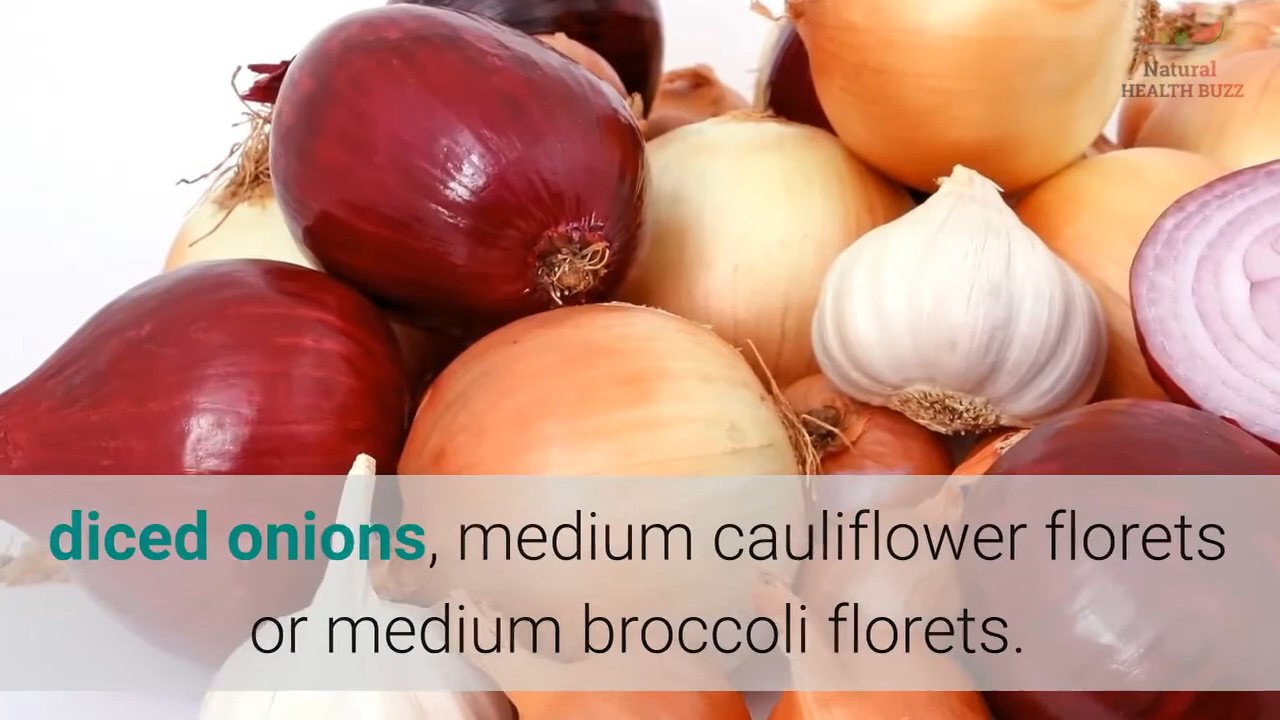 Natural
HEALTH BUZZ
diced onions, medium cauliflower florets
or medium broccoli florets.